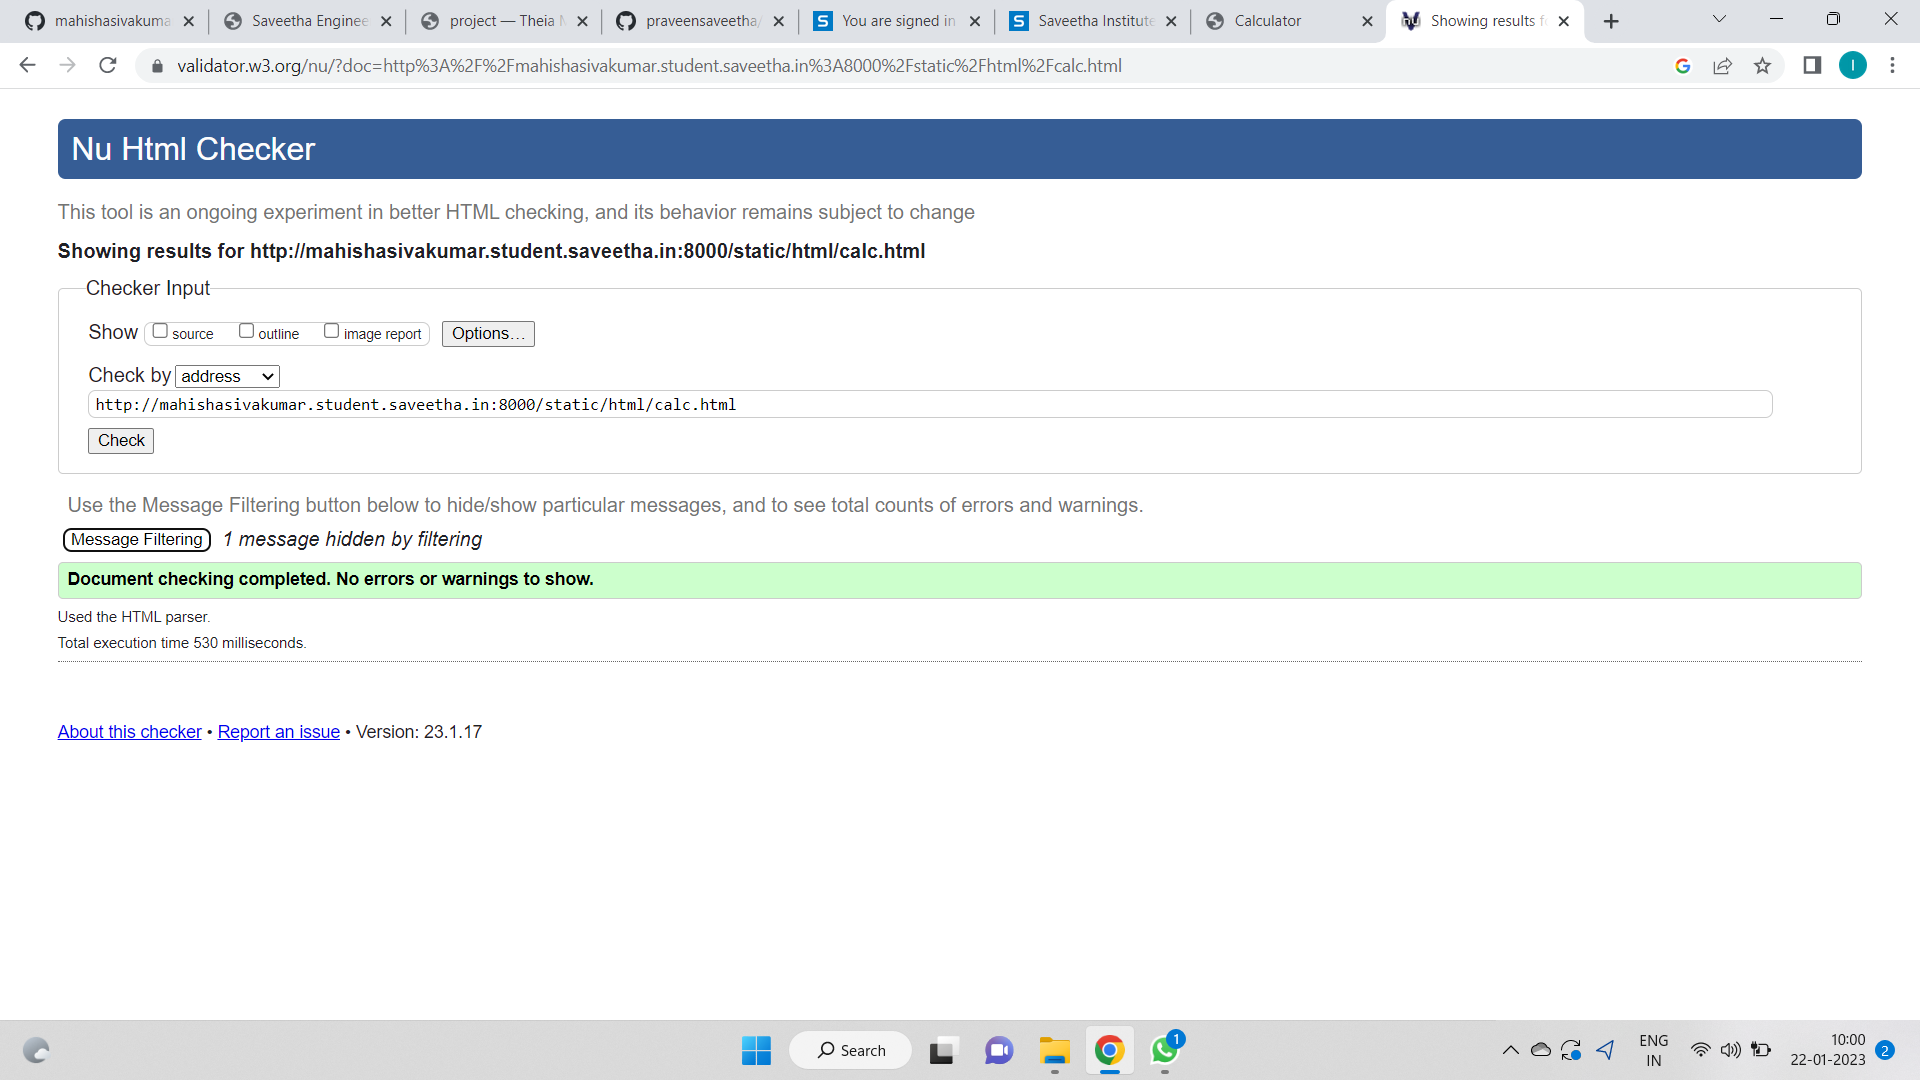 mahishasivakuma
Saveetha Enginee
project — Theia
praveensaveetha/
You are signed in
Saveetha Institute
Calculator
Showing results f
validator.w3.org/nu/?doc=http%3A%2F%2Fmahishasivakumar.student.saveetha.in%3A8000%2Fstatic%2Fhtml%2Fcalc.html
I
Nu Html Checker
This tool is an ongoing experiment in better HTML checking, and its behavior remains subject to change
Showing results for http://mahishasivakumar.student.saveetha.in:8000/static/html/calc.html
Checker Input
Show source outline image report Options…
Check by address
http://mahishasivakumar.student.saveetha.in:8000/static/html/calc.html
Check
Use the Message Filtering button below to hide/show particular messages, and to see total counts of errors and warnings.
Message Filtering 1 message hidden by filtering
Document checking completed. No errors or warnings to show.
Used the HTML parser.
Total execution time 530 milliseconds.
About this checker • Report an issue • Version: 23.1.17
Search
1
ENG
IN
10:00
22-01-2023
2